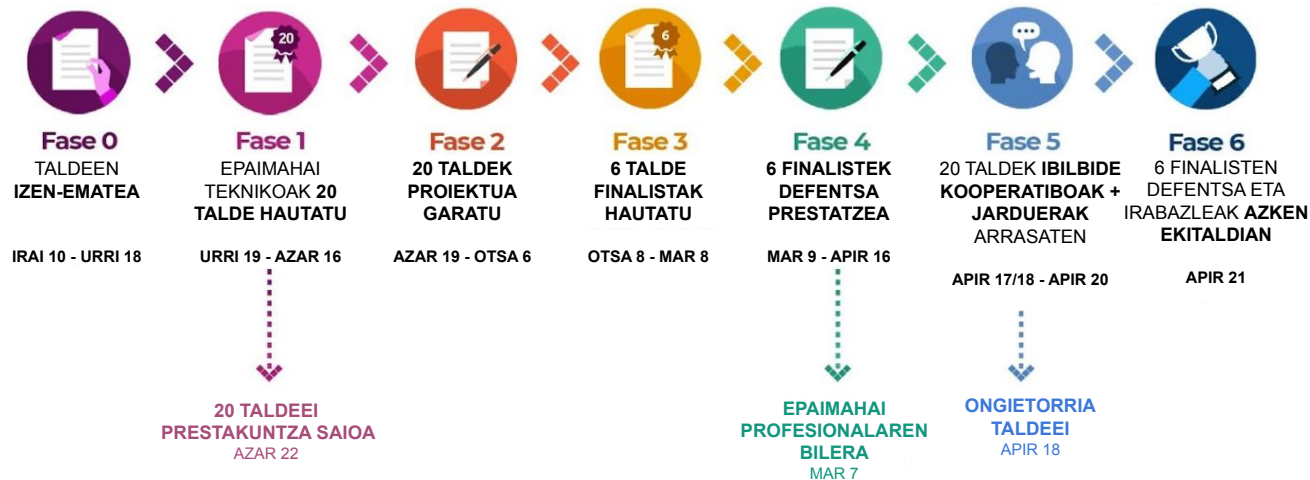 20
6
Fase 0
TALDEEN
IZEN-EMATEA
IRAI 10 - URRI 18
Fase 1
EPAIMAHAI
TEKNIKOAK 20
TALDE HAUTATU
URRI 19 - AZAR 16
20 TALDEEI
PRESTAKUNTZA SAIOA
AZAR 22
Fase 2
20 TALDEK
PROIEKTUA
GARATU
AZAR 19 - OTSA 6
Fase 3
6 TALDE
FINALISTAK
HAUTATU
OTSA 8 - MAR 8
Fase 4
6 FINALISTEK
DEFENTSA
PRESTATZEA
MAR 9 - APIR 16
EPAIMAHAI
PROFESIONALAREN
BILERA
MAR 7
Fase 5
20 TALDEK IBILBIDE
KOOPERATIBOAK +
JARDUERAK
ARRASATEN
APIR 17/18 - APIR 20
ONGIETORRIA
TALDEEI
APIR 18
Fase 6
6 FINALISTEN
DEFENTSA ETA
IRABAZLEAK AZKEN
EKITALDIAN
APIR 21